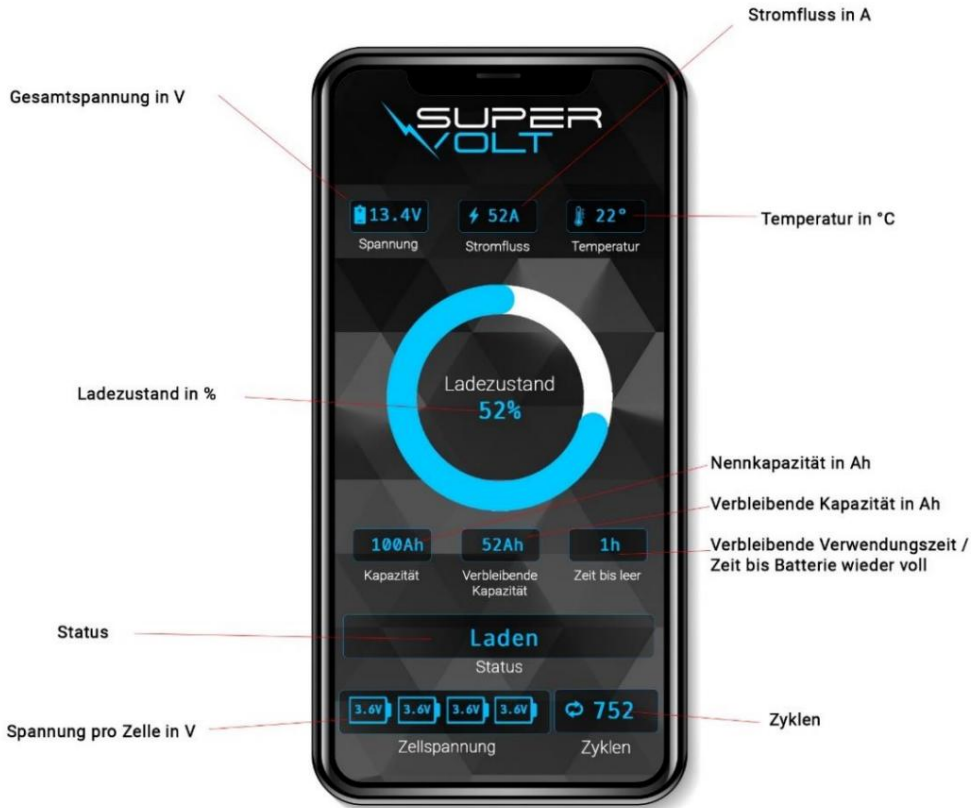 Stromfluss in A
Gesamtspannung in V
SUPER
VOLT
13.4V
52A
22°
Temperatur in °C
Spannung
Stromfluss
Temperatur
Ladezustand in %
Ladezustand
52%
Nennkapazität in Ah
Verbleibende Kapazität in Ah
Verbleibende Verwendungszeit /
Zeit bis Batterie wieder voll
100Ah
52Ah
1h
Kapazität
Verbleibende
Kapazität
Zeit bis leer
Status
Laden
Status
Spannung pro Zelle in V
3.6V
3.6V
3.6V
3.6V
752
Zyklen
Zellspannung
Zyklen